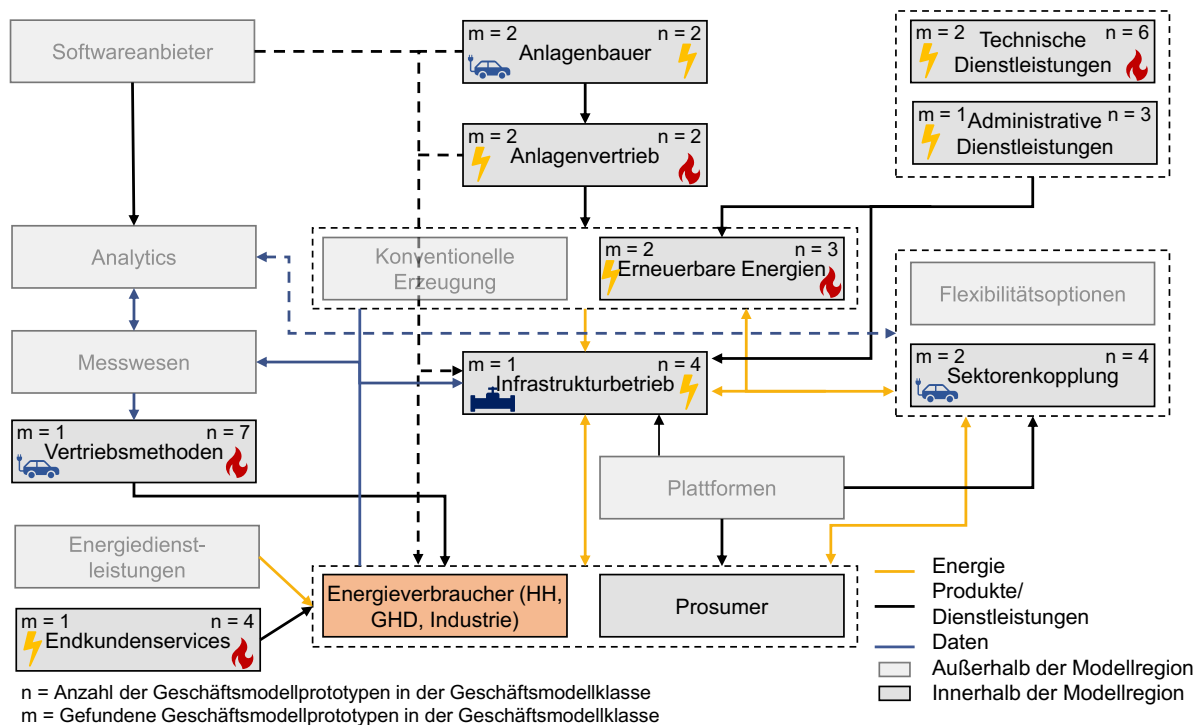 Softwareanbieter
m = 2
n = 2
Anlagenbauer
m = 2
n = 6
Technische
Dienstleistungen
m = 1
n = 3
Administrative
Dienstleistungen
m = 2
n = 2
Anlagenvertrieb
Analytics
Konventionelle
Erzeugung
m = 2
n = 3
Erneuerbare Energien
Flexibilitätsoptionen
Messwesen
m = 1
n = 4
Infrastrukturbetrieb
m = 2
n = 4
Sektorenkopplung
m = 1
n = 7
Vertriebsmethoden
Plattformen
Energiedienst-
leistungen
m = 1
n = 4
Endkundenservices
Energieverbraucher (HH,
GHD, Industrie)
Prosumer
Energie
Produkte/
Dienstleistungen
Daten
Außerhalb der Modellregion
Innerhalb der Modellregion
n = Anzahl der Geschäftsmodellprototypen in der Geschäftsmodellklasse
m = Gefundene Geschäftsmodellprototypen in der Geschäftsmodellklasse